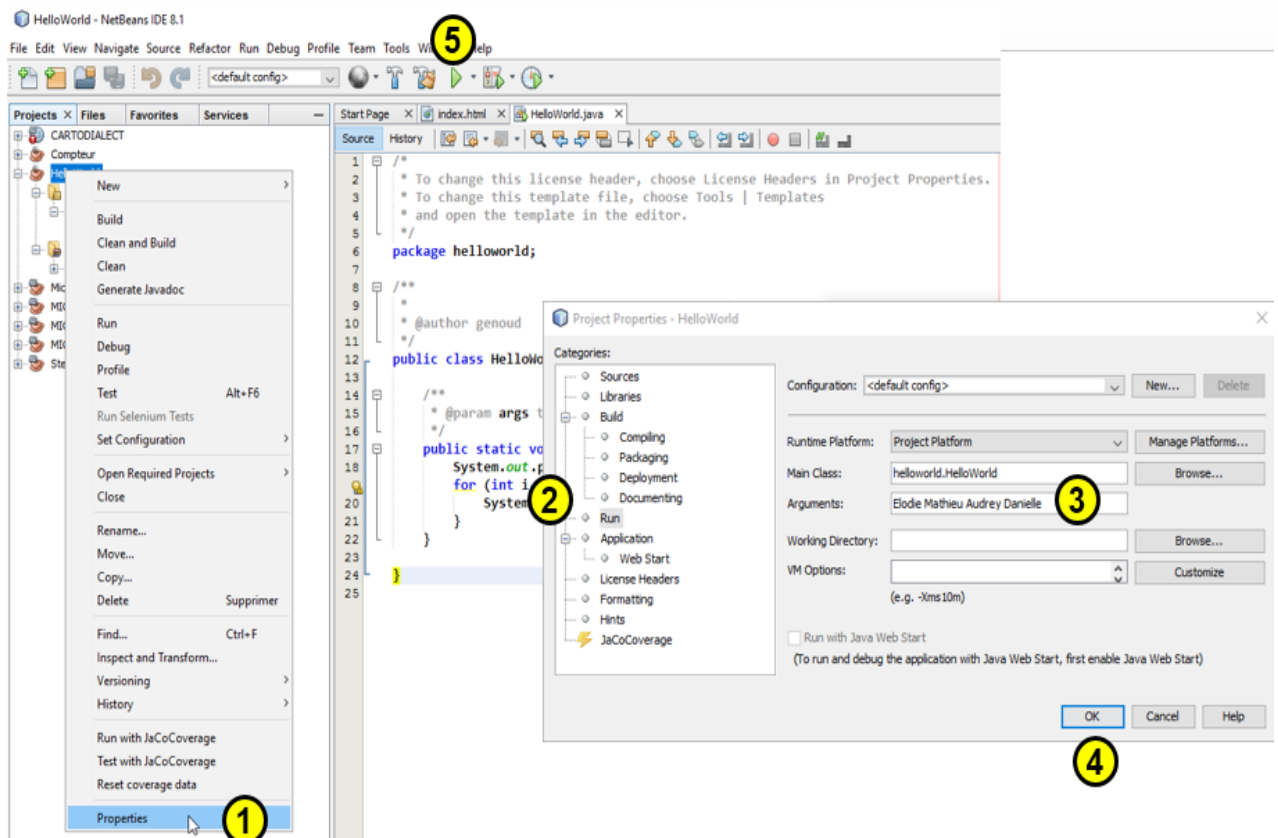 HelloWorld - NetBeans IDE 8.1
5
File Edit View Navigate Source Refactor Run Debug Profile Team Tools Help
<default config>
Projects × Files Favorites Services
Start Page × index.html × HelloWorld.java ×
Source History
CARTODIALECT
Compteur
New
Build
Clean and Build
Clean
Generate Javadoc
Run
Debug
Profile
Test Alt+F6
Run Selenium Tests
Set Configuration
Open Required Projects
Close
Rename...
Move...
Copy...
Delete Supprimer
Find... Ctrl+F
Inspect and Transform...
Versioning
History
Run with JaCoCoverage
Test with JaCoCoverage
Reset coverage data
Properties
1
1 /*
2 * To change this license header, choose License Headers in Project Properties.
3 * To change this template file, choose Tools | Templates
4 * and open the template in the editor.
5 */
6 package helloworld;
7
8 /**
9 *
10 * @author genoud
11 */
12 public class
13
14 /**
15 * @param args
16 */
17 public static
18 System.out.
for (int i
20 System
21 }
22 }
23
24 }
25
Project Properties - HelloWorld
Categories:
Sources
Libraries
Build
Compiling
Packaging
Deployment
Documenting
2
Run
Application
Web Start
License Headers
Formatting
Hints
JaCoCoverage
Configuration: <default config> New... Delete
Runtime Platform: Project Platform Manage Platforms...
Main Class: helloworld.HelloWorld Browse...
Arguments: Elodie Mathieu Audrey Danielle 3
Working Directory: Browse...
VM Options: Customize
(e.g. -Xms10m)
Run with Java Web Start
(To run and debug the application with Java Web Start, first enable Java Web Start)
OK Cancel Help
4